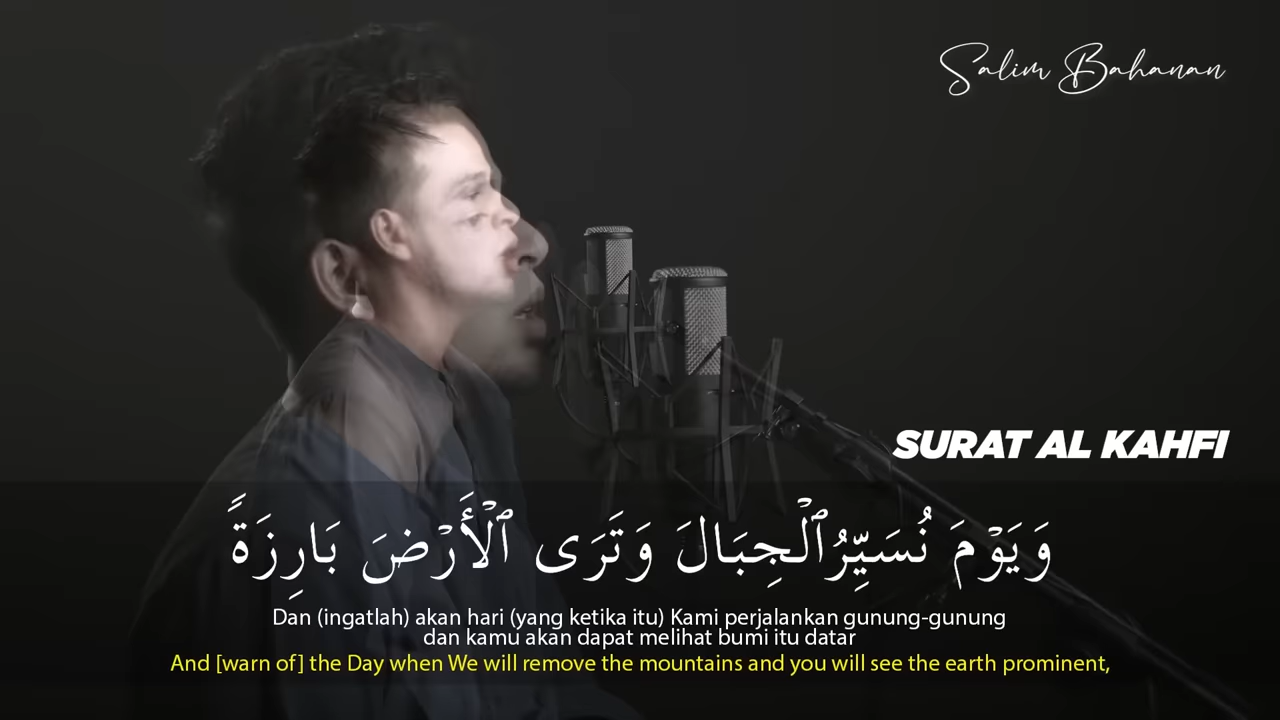 Salim Bahanan
SURAT AL KAHFI
وَيَوْمَ نُسَيِّرُ ٱلْجِبَالَ وَتَرَى ٱلْأَرْضَ بَارِزَةً
Dan (ingatlah) akan hari (yang ketika itu) Kami perjalankan gunung-gunung
dan kamu akan dapat melihat bumi itu datar
And [warn of] the Day when We will remove the mountains and you will see the earth prominent,